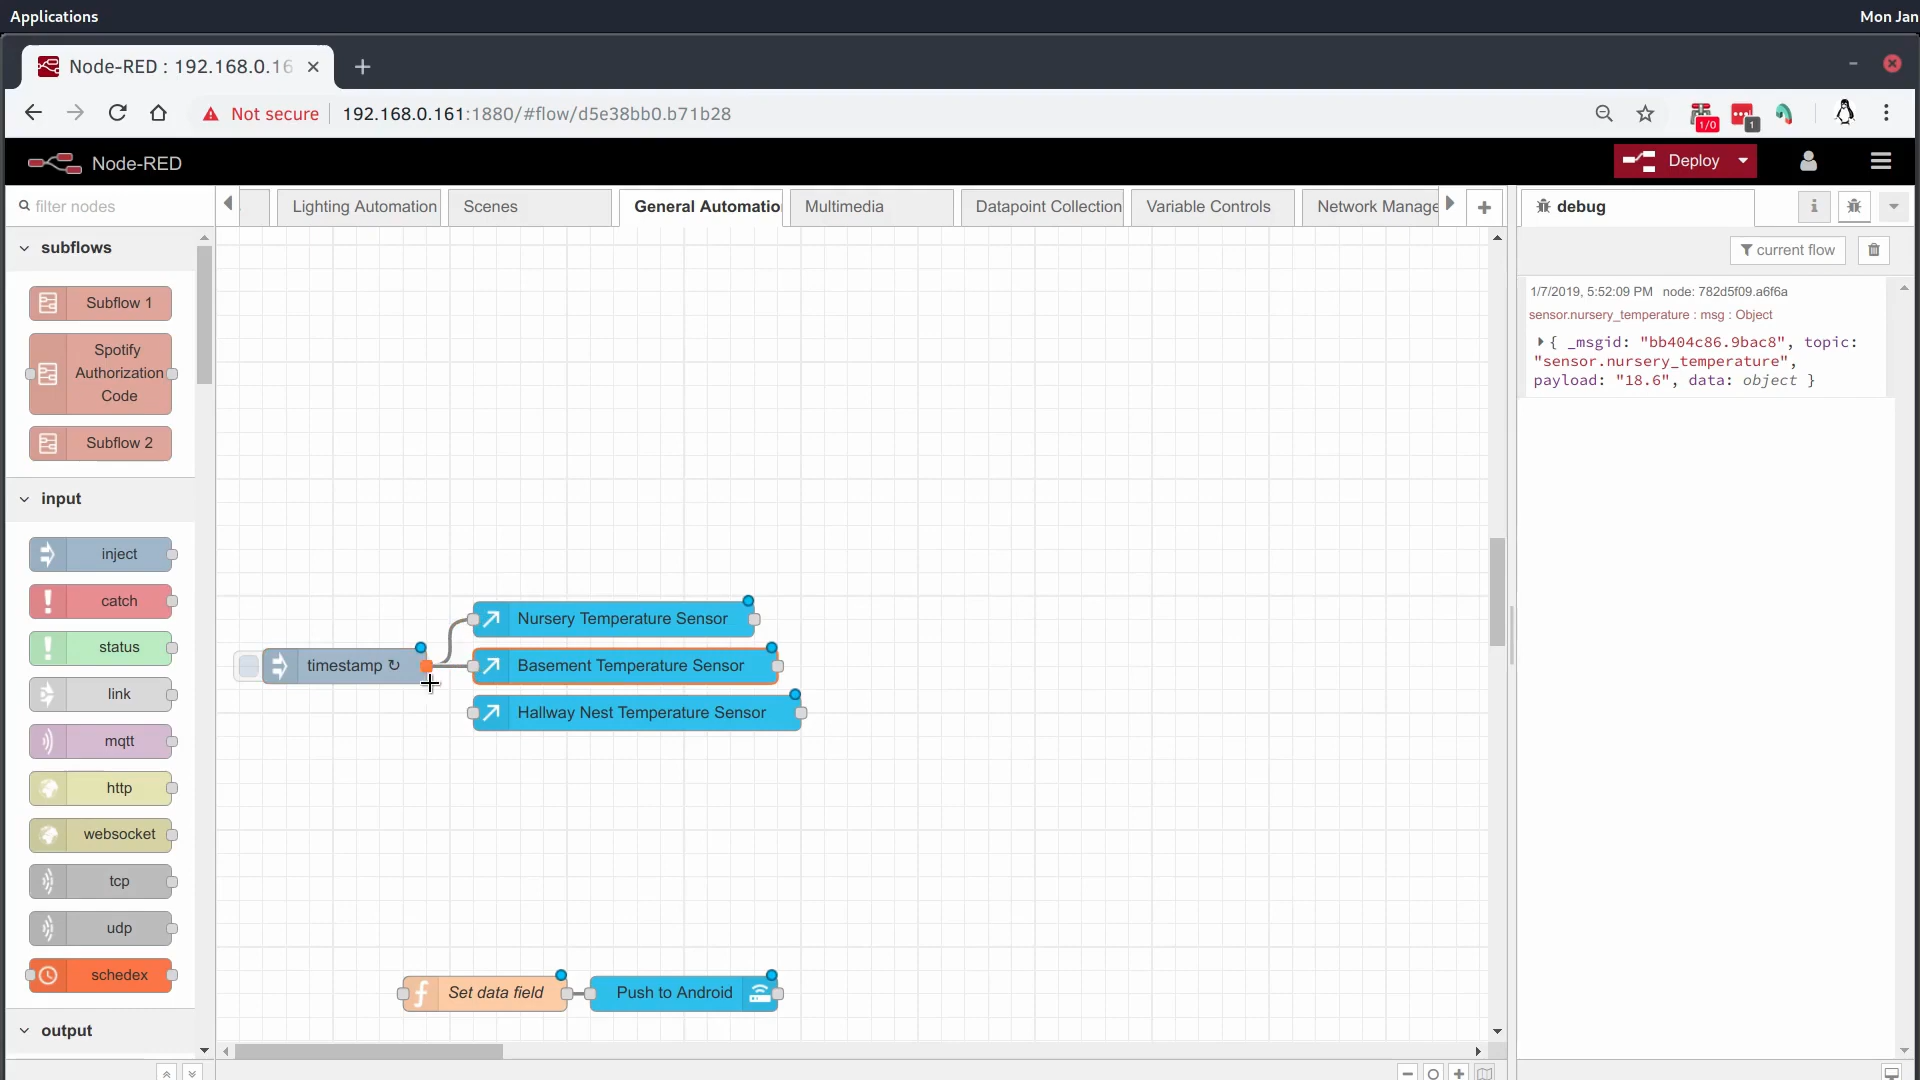 Applications
Mon Jan
Node-RED : 192.168.0.16
Not secure
192.168.0.161:1880/#flow/d5e38bb0.b71b28
1/0
1
Node-RED
Deploy
filter nodes
Lighting Automation
Scenes
General Automatio
Multimedia
Datapoint Collection
Variable Controls
Network Manage
debug
current flow
subflows
Subflow 1
Spotify
Authorization
Code
Subflow 2
input
inject
catch
status
link
mqtt
http
websocket
tcp
udp
schedex
output
timestamp ↻
Nursery Temperature Sensor
Basement Temperature Sensor
Hallway Nest Temperature Sensor
Set data field
Push to Android
1/7/2019, 5:52:09 PM node: 782d5f09.a6f6a
sensor.nursery_temperature : msg : Object
{ _msgid: "bb404c86.9bac8", topic:
"sensor.nursery_temperature",
payload: "18.6", data: object }